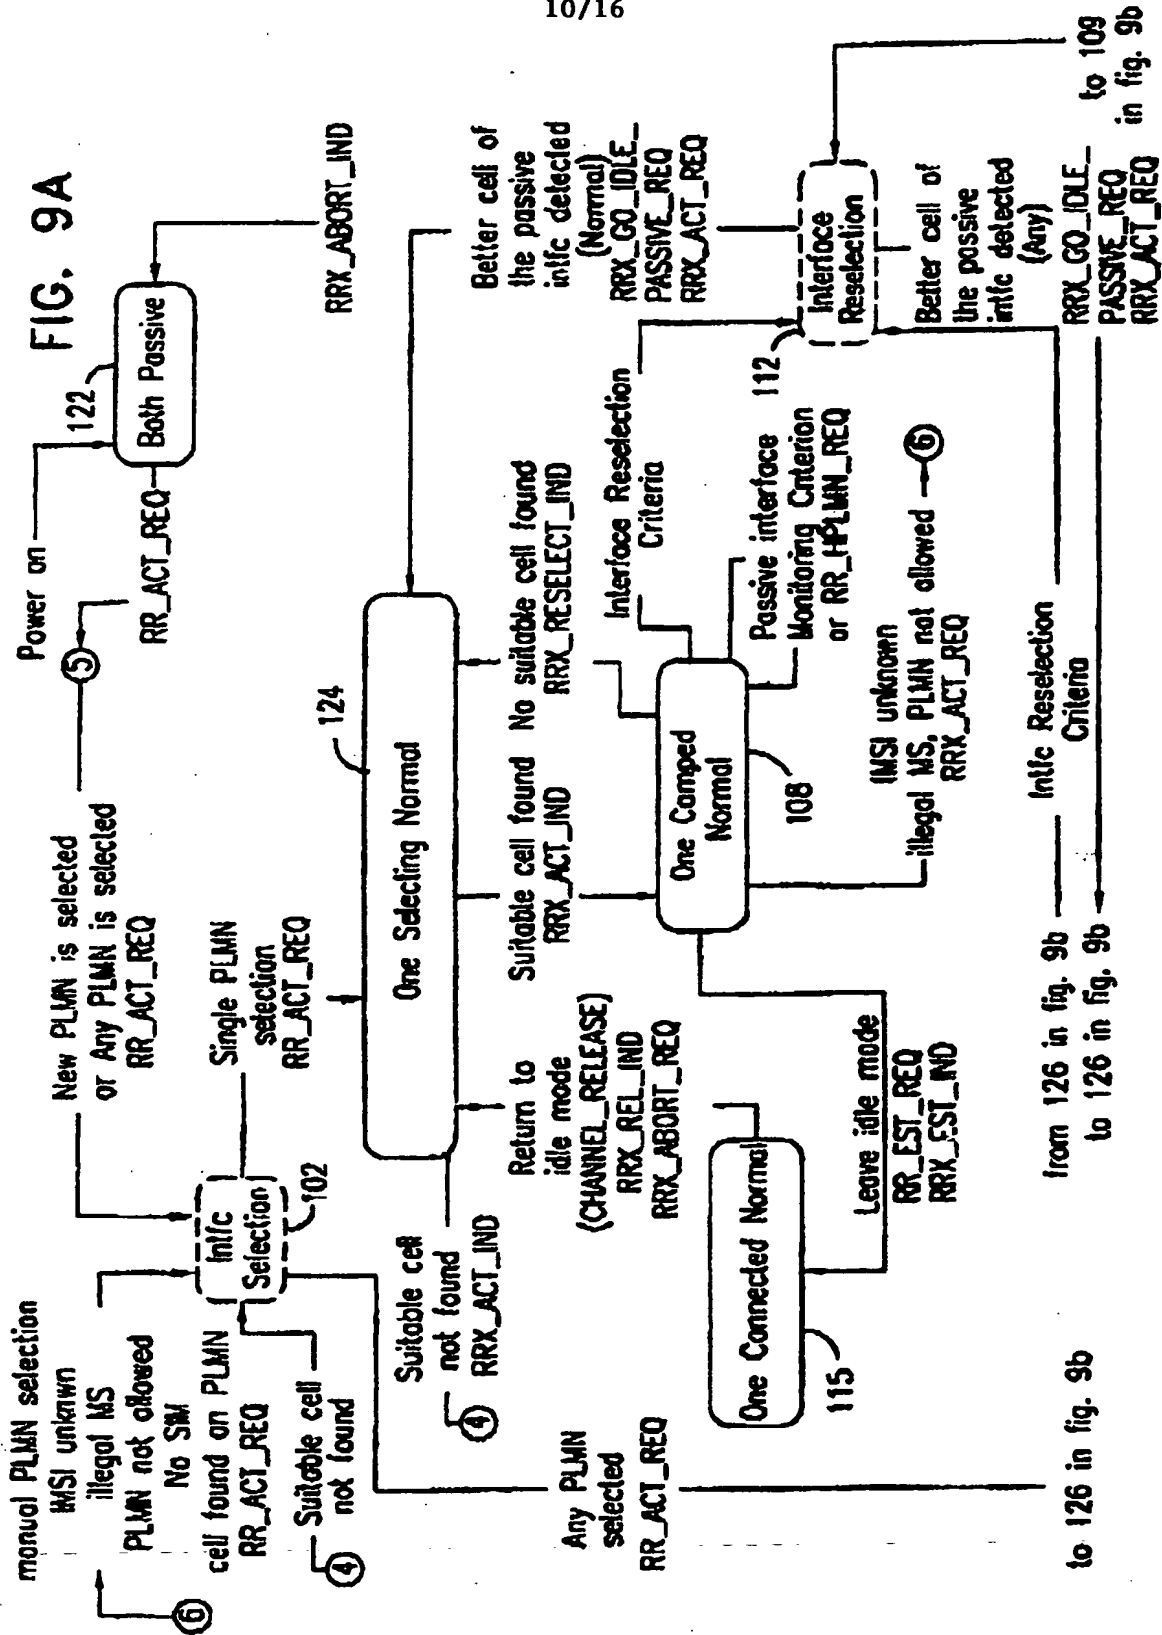 10/16
FIG. 9A
Power on
122
Both Passive
RR_ACT_REQ
RRX_ABORT_IND
5
New PLMN is selected
or Any PLMN is selected
RR_ACT_REQ
manual PLMN selection
IMSI unknwn
illegal MS
PLMN not allowed
No SIM
cell found on PLMN
RR_ACT_REQ
6
Suitable cell
not found
4
Intfc
Selection
102
Single PLMN
selection
RR_ACT_REQ
124
One Selecting Normal
Suitable cell
not found
RRX_ACT_IND
4
Return to
idle mode
(CHANNEL_RELEASE)
RRX_REL_IND
RRX_ABORT_REQ
Suitable cell found
RRX_ACT_IND
No suitable cell found
RRX_RESELECT_IND
Interface Reselection
Criteria
Better cell of
the passive
intfc detected
(Normal)
RRX_GO_IDLE_
PASSIVE_REQ
RRX_ACT_REQ
One Camped
Normal
108
Passive interface
Monitoring Criterion
or RR_HPLMN_REQ
112
Interface
Reselection
to 109
in fig. 9b
Any PLMN
selected
RR_ACT_REQ
One Connected Normal
115
Leave idle mode
RR_EST_REQ
RRX_EST_IND
IMSI unknown
illegal MS, PLMN not allowed
RRX_ACT_REQ
6
Better cell of
the passive
intfc detected
(Any)
RRX_GO_IDLE_
PASSIVE_REQ
RRX_ACT_REQ
Intfc Reselection
Criteria
from 126 in fig. 9b
to 126 in fig. 9b
to 126 in fig. 9b